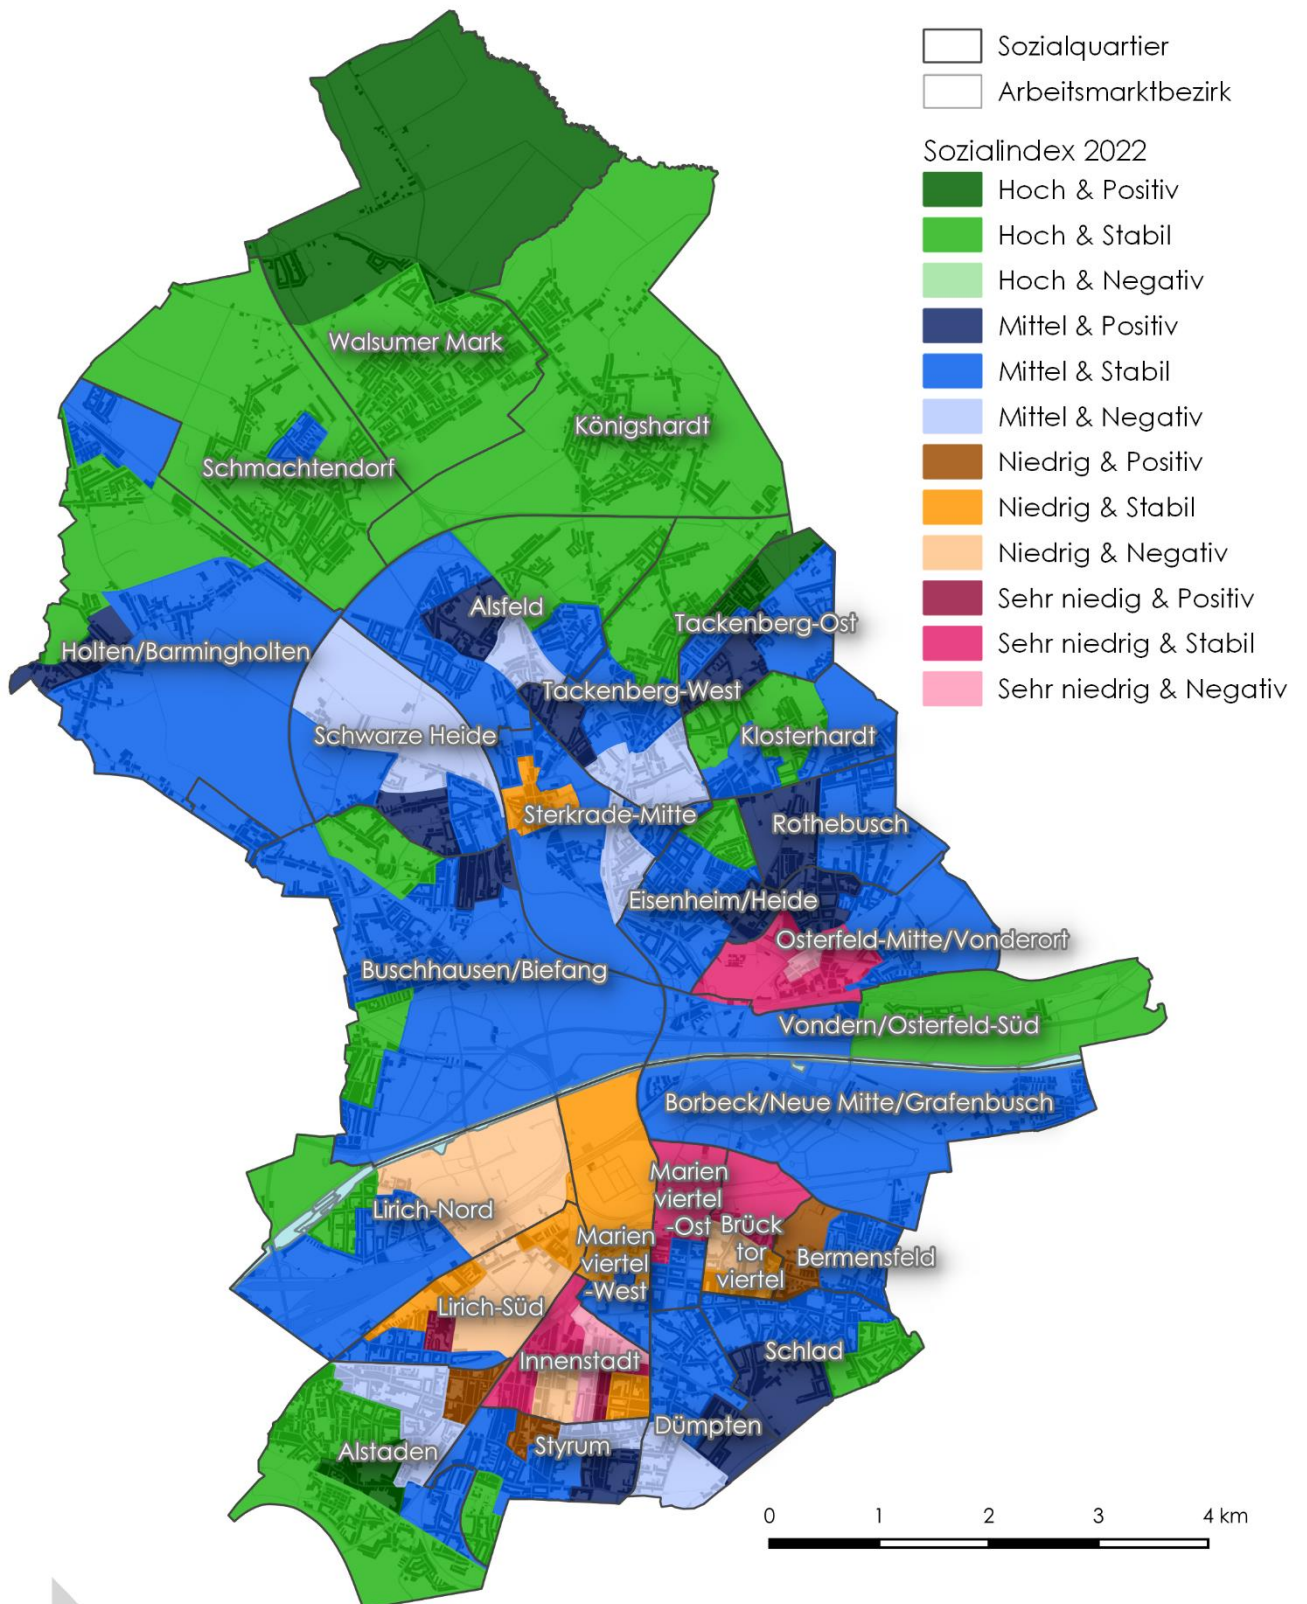 Sozialquartier
Arbeitsmarktbezirk
Sozialindex 2022
Hoch & Positiv
Hoch & Stabil
Hoch & Negativ
Mittel & Positiv
Mittel & Stabil
Mittel & Negativ
Niedrig & Positiv
Niedrig & Stabil
Niedrig & Negativ
Sehr niedig & Positiv
Sehr niedrig & Stabil
Sehr niedrig & Negativ
Walsumer Mark
Königshardt
Schmachtendorf
Alsfeld
Tackenberg-Ost
Holten/Barmingholten
Tackenberg-West
Schwarze Heide
Klosterhardt
Sterkrade-Mitte
Rothebusch
Eisenheim/Heide
Osterfeld-Mitte/Vonderort
Buschhausen/Biefang
Vondern/Osterfeld-Süd
Borbeck/Neue Mitte/Grafenbusch
Marien
viertel
-Ost
Lirich-Nord
Brück
tor
viertel
Marien
viertel
-West
Bermensfeld
Lirich-Süd
Schlad
Innenstadt
Dümpten
Alstaden
Styrum
0 1 2 3 4 km